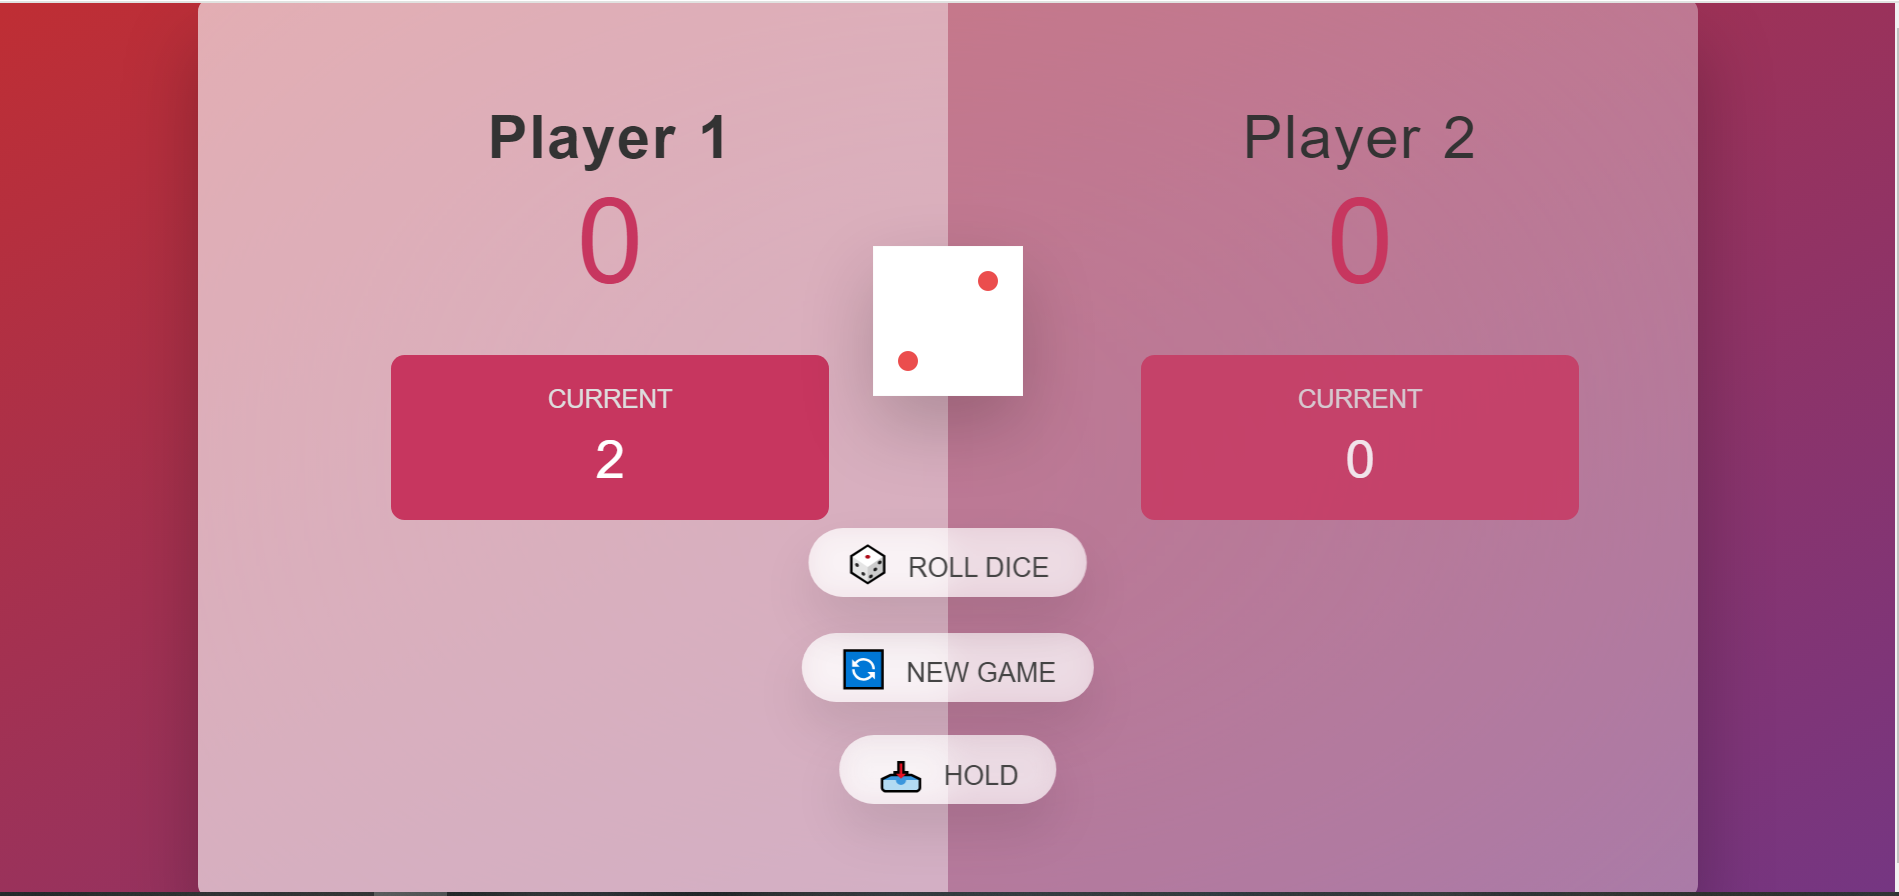 Player 1
0
CURRENT
2
Player 2
0
CURRENT
0
ROLL DICE
NEW GAME
HOLD